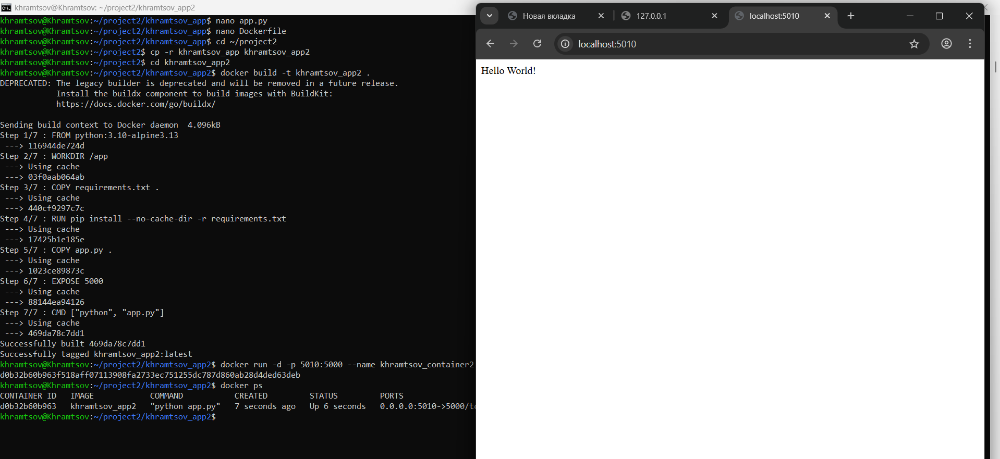 khramtsov@Khramtsov: ~/project2/khramtsov_app2
khramtsov@Khramtsov:~/project2/khramtsov_app$ nano app.py
khramtsov@Khramtsov:~/project2/khramtsov_app$ nano Dockerfile
khramtsov@Khramtsov:~/project2/khramtsov_app$ cd ~/project2
khramtsov@Khramtsov:~/project2$ cp -r khramtsov_app khramtsov_app2
khramtsov@Khramtsov:~/project2$ cd khramtsov_app2
khramtsov@Khramtsov:~/project2/khramtsov_app2$ docker build -t khramtsov_app2 .
DEPRECATED: The legacy builder is deprecated and will be removed in a future release.
            Install the buildx component to build images with BuildKit:
            https://docs.docker.com/go/buildx/

Sending build context to Docker daemon  4.096kB
Step 1/7 : FROM python:3.10-alpine3.13
 ---> 116944de724d
Step 2/7 : WORKDIR /app
 ---> Using cache
 ---> 03f0aab064ab
Step 3/7 : COPY requirements.txt .
 ---> Using cache
 ---> 440cf9297c7c
Step 4/7 : RUN pip install --no-cache-dir -r requirements.txt
 ---> Using cache
 ---> 17425b1e185e
Step 5/7 : COPY app.py .
 ---> Using cache
 ---> 1023ce89873c
Step 6/7 : EXPOSE 5000
 ---> Using cache
 ---> 88144ea94126
Step 7/7 : CMD ["python", "app.py"]
 ---> Using cache
 ---> 469da78c7dd1
Successfully built 469da78c7dd1
Successfully tagged khramtsov_app2:latest
khramtsov@Khramtsov:~/project2/khramtsov_app2$ docker run -d -p 5010:5000 --name khramtsov_container2
d0b32b60b963f518aff07113908fa2733ec751255dc787d860ab28d4ded63deb
khramtsov@Khramtsov:~/project2/khramtsov_app2$ docker ps
CONTAINER ID   IMAGE            COMMAND           CREATED         STATUS         PORTS
d0b32b60b963   khramtsov_app2   "python app.py"   7 seconds ago   Up 6 seconds   0.0.0.0:5010->5000/tc
khramtsov@Khramtsov:~/project2/khramtsov_app2$
Новая вкладка
127.0.0.1
localhost:5010
localhost:5010
Hello World!